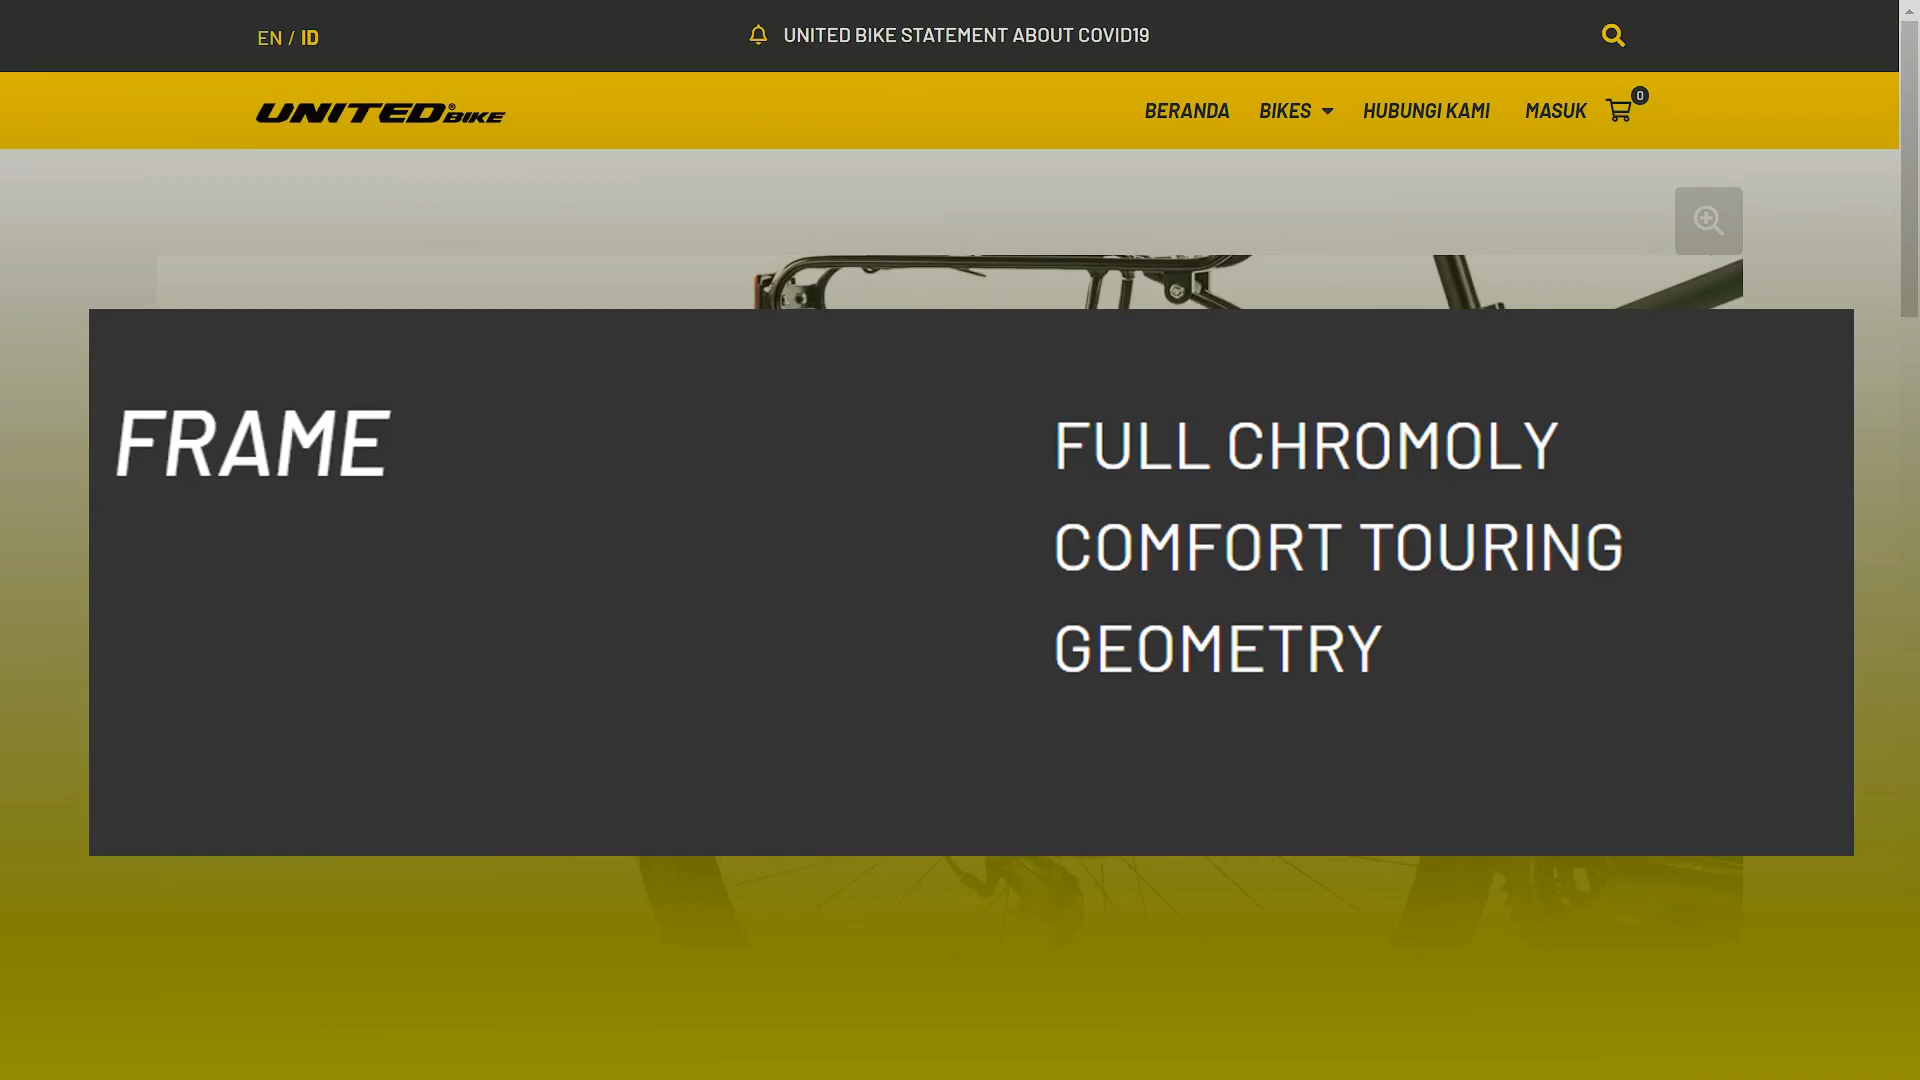 EN / ID
UNITED BIKE STATEMENT ABOUT COVID19
UNITED® BIKE
BERANDA BIKES HUBUNGI KAMI MASUK 0
FRAME
FULL CHROMOLY
COMFORT TOURING
GEOMETRY